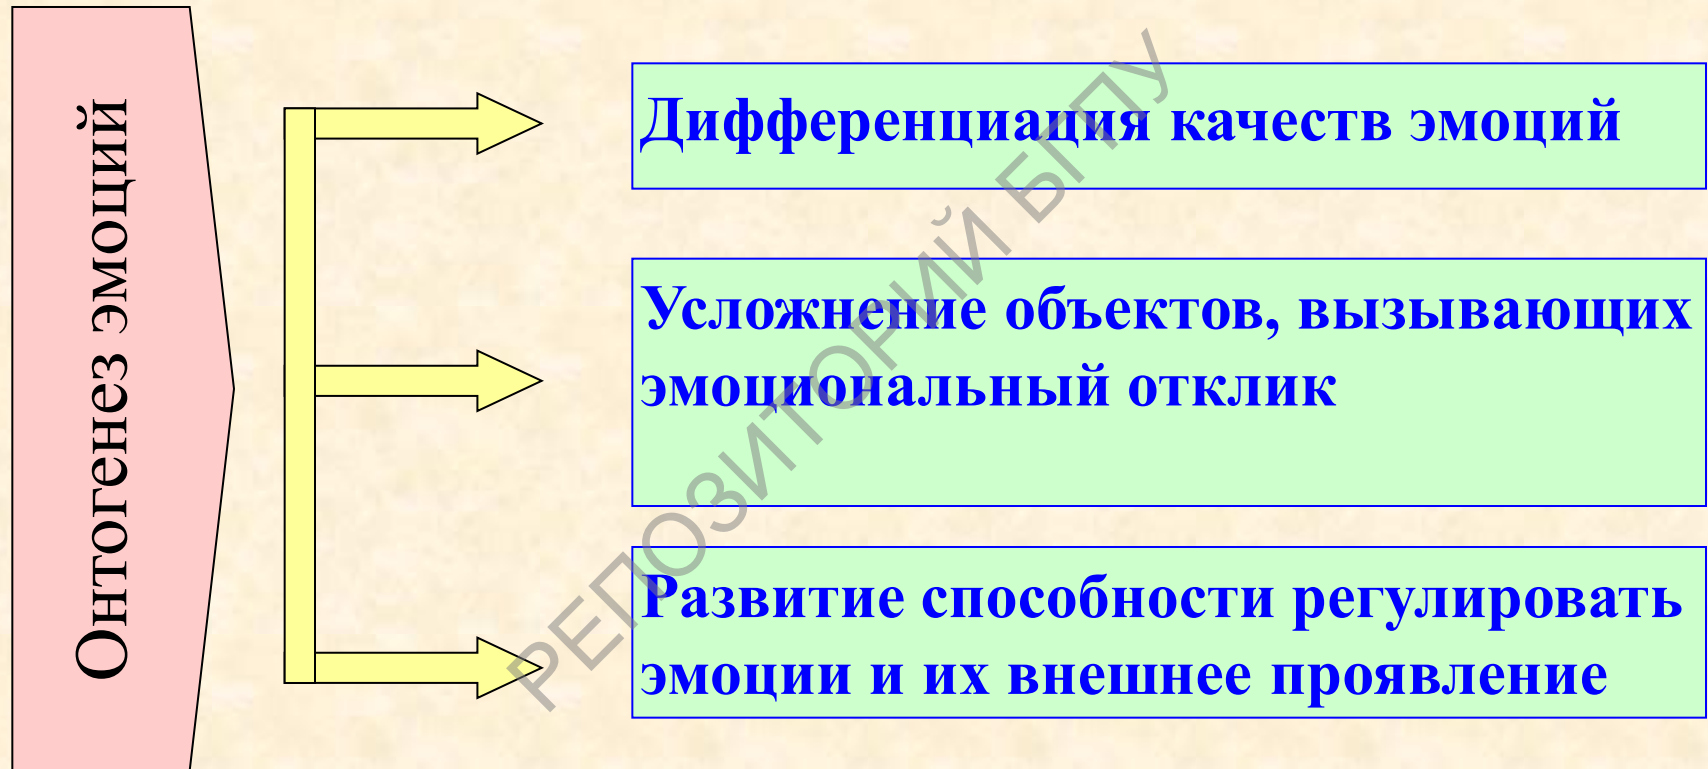 Онтогенез эмоций
Дифференциация качеств эмоций
Усложнение объектов, вызывающих
эмоциональный отклик
Развитие способности регулировать
эмоции и их внешнее проявление
РЕПОЗИТОРИЙ БГПУ